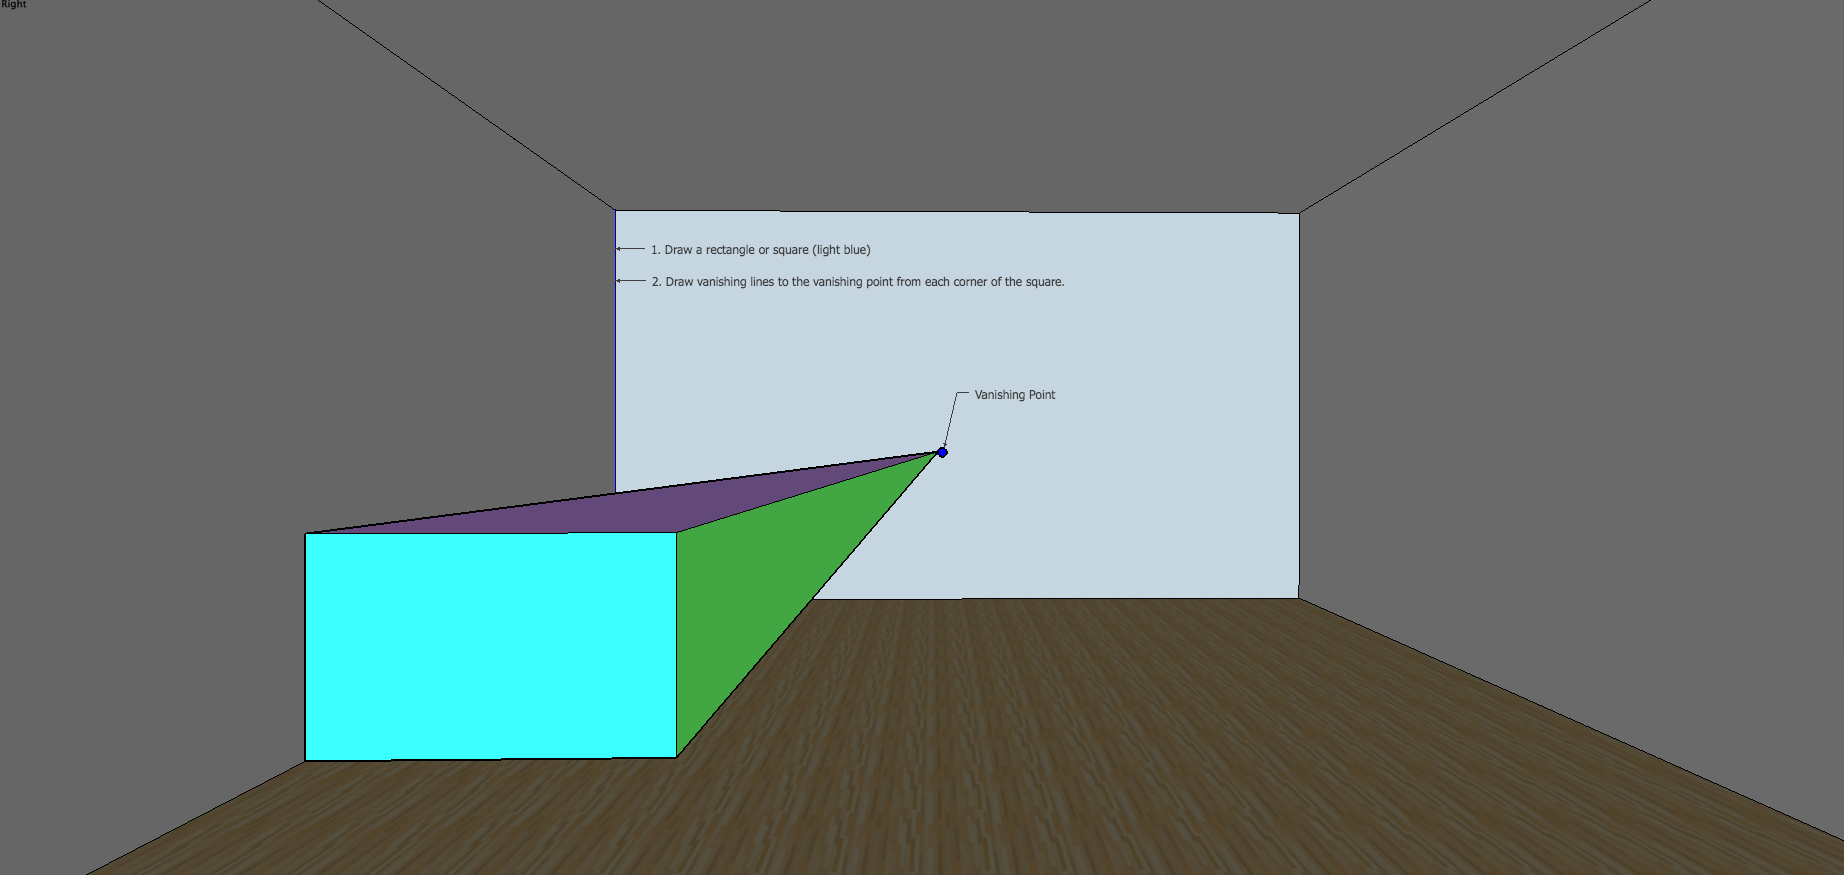 Right
1. Draw a rectangle or square (light blue)
2. Draw vanishing lines to the vanishing point from each corner of the square.
Vanishing Point